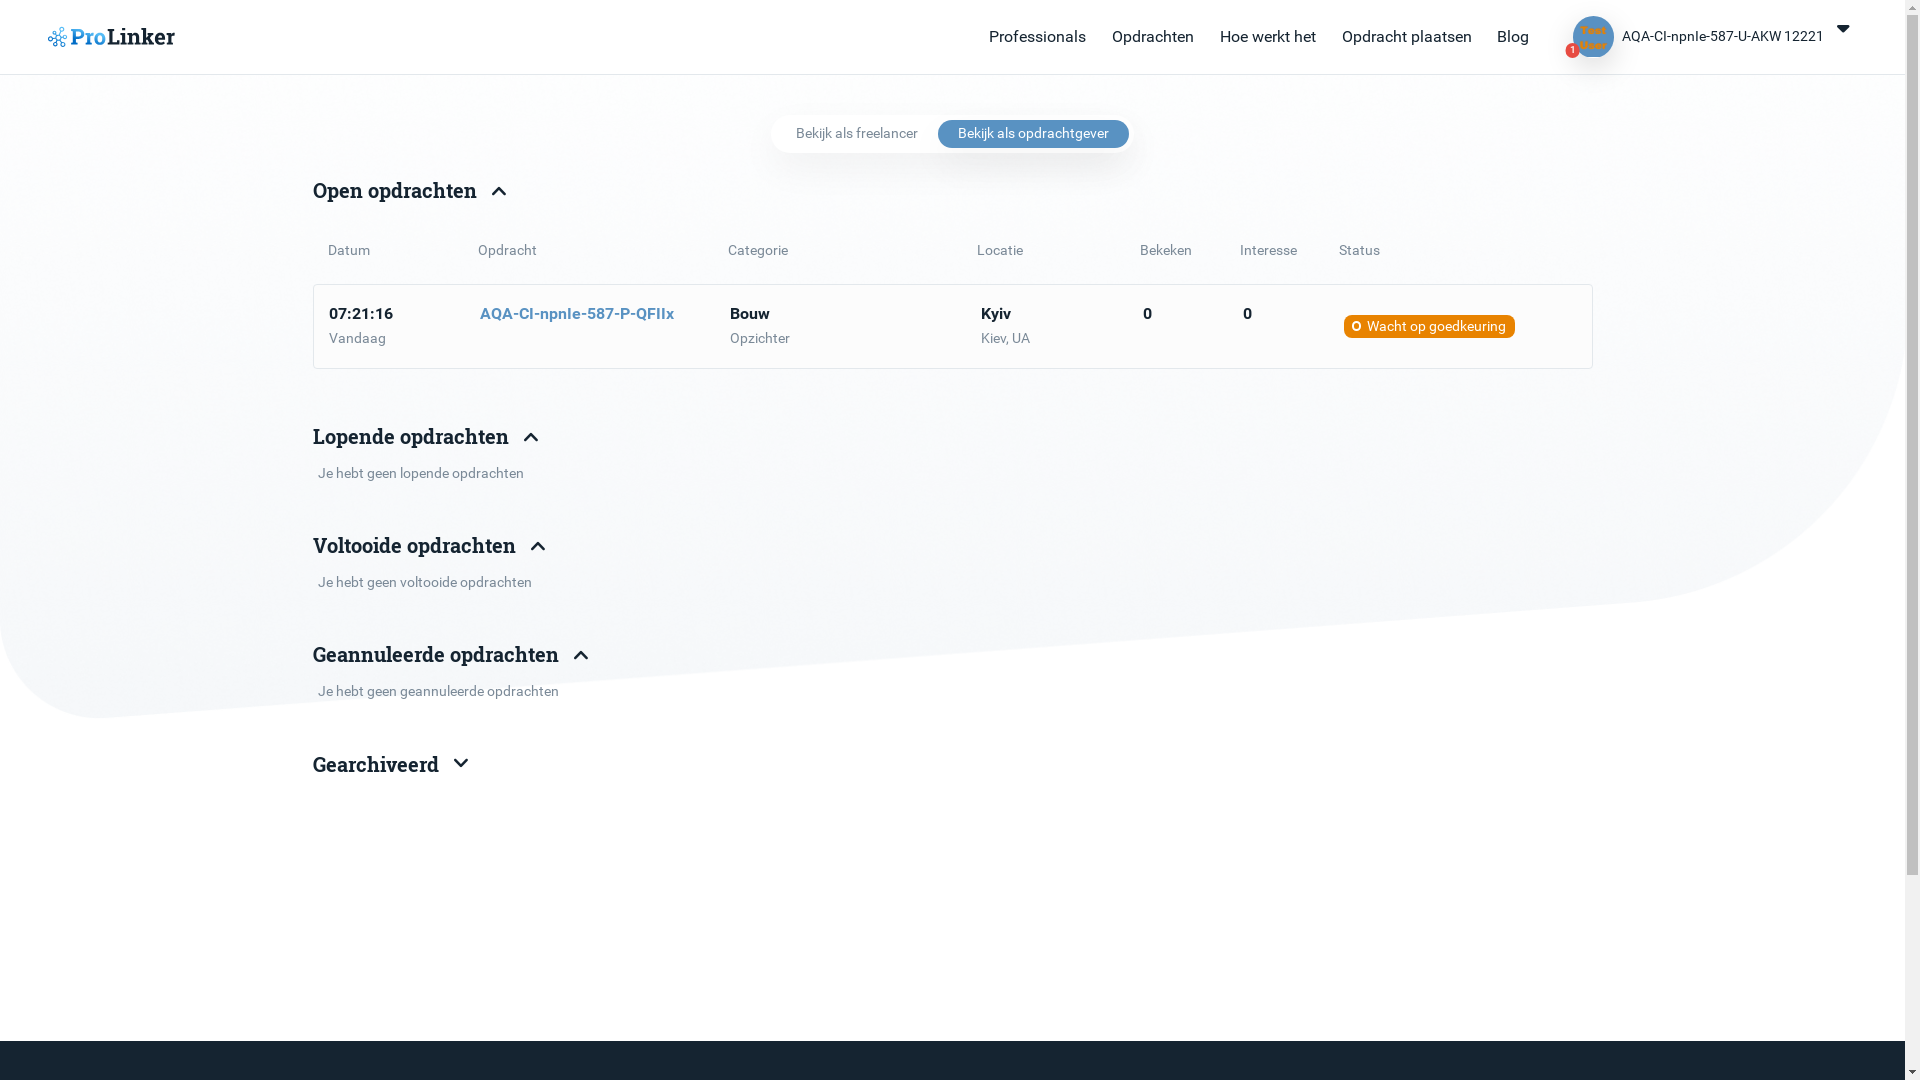 ProLinker
Professionals Opdrachten Hoe werkt het Opdracht plaatsen Blog
Test User
1
AQA-CI-npnIe-587-U-AKW 12221
Bekijk als freelancer Bekijk als opdrachtgever
Open opdrachten
Datum Opdracht Categorie Locatie Bekeken Interesse Status
07:21:16 AQA-CI-npnIe-587-P-QFIIx Bouw Kyiv 0 0
Wacht op goedkeuring
Vandaag Opzichter Kiev, UA
Lopende opdrachten
Je hebt geen lopende opdrachten
Voltooide opdrachten
Je hebt geen voltooide opdrachten
Geannuleerde opdrachten
Je hebt geen geannuleerde opdrachten
Gearchiveerd